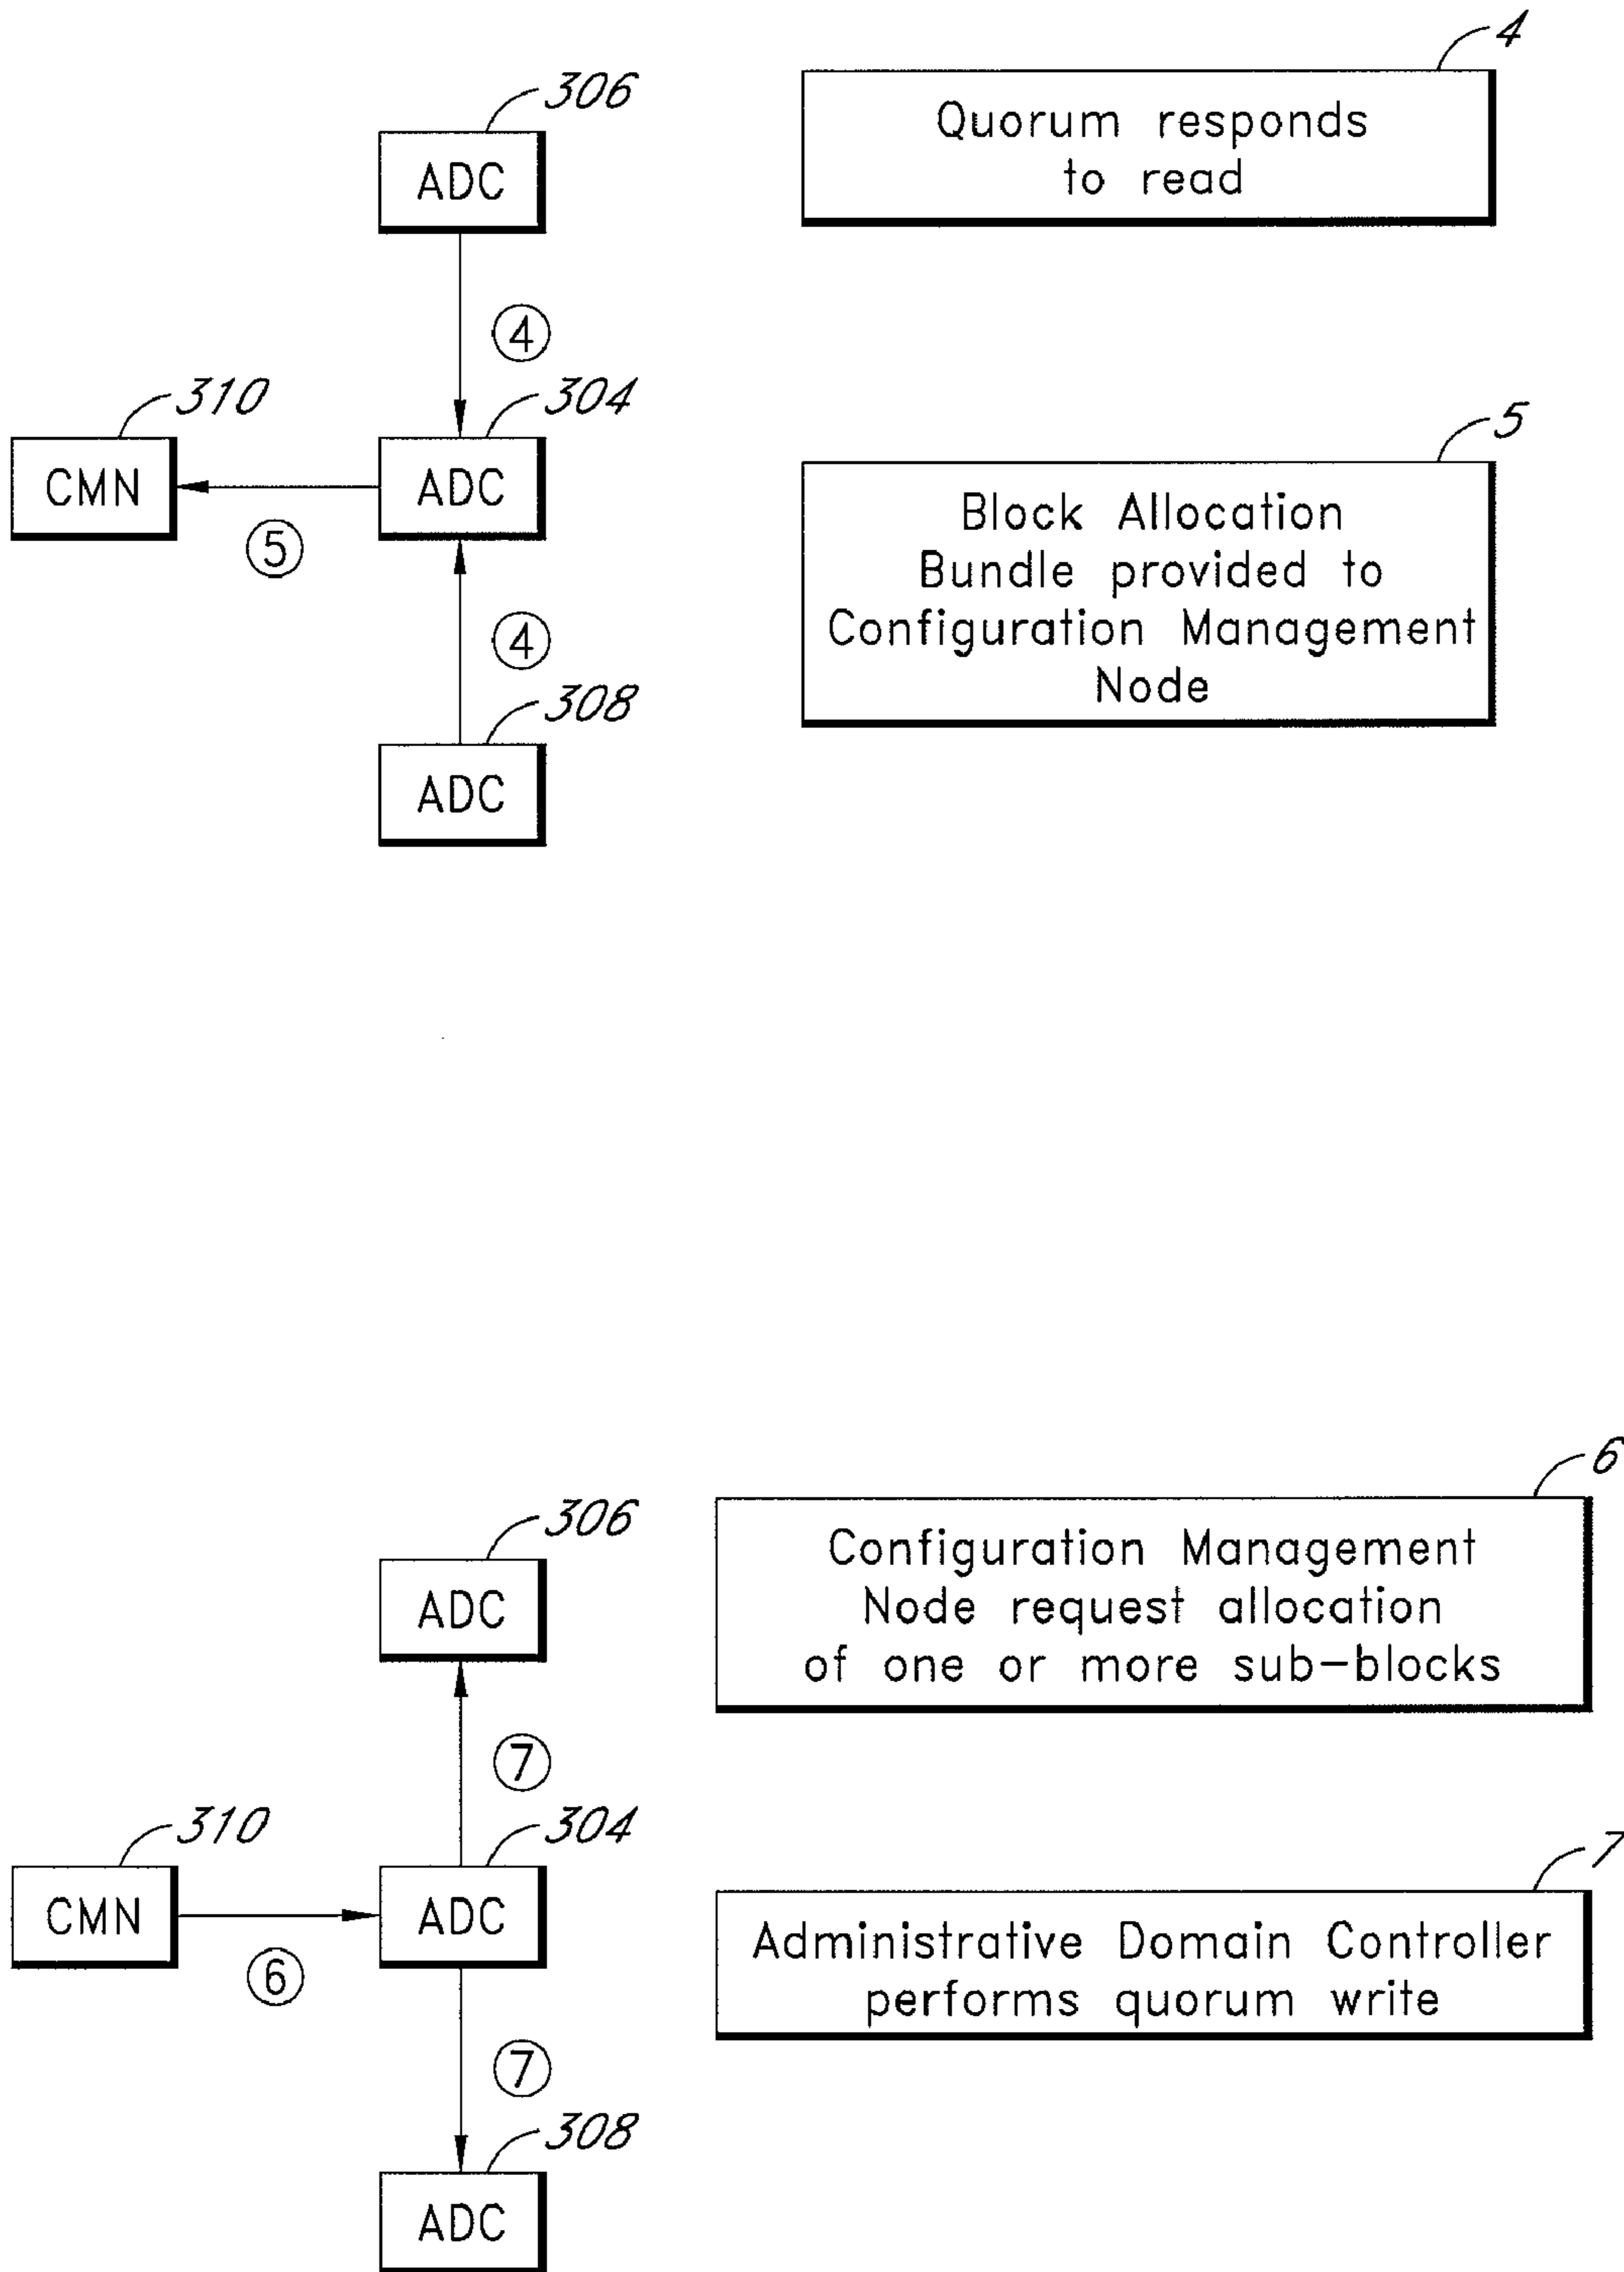 4
306
Quorum responds
to read
ADC
4
310
304
5
CMN
ADC
5
Block Allocation
Bundle provided to
Configuration Management
Node
4
308
ADC
6
306
Configuration Management
Node request allocation
of one or more sub-blocks
ADC
7
310
304
7
CMN
ADC
6
Administrative Domain Controller
performs quorum write
7
308
ADC